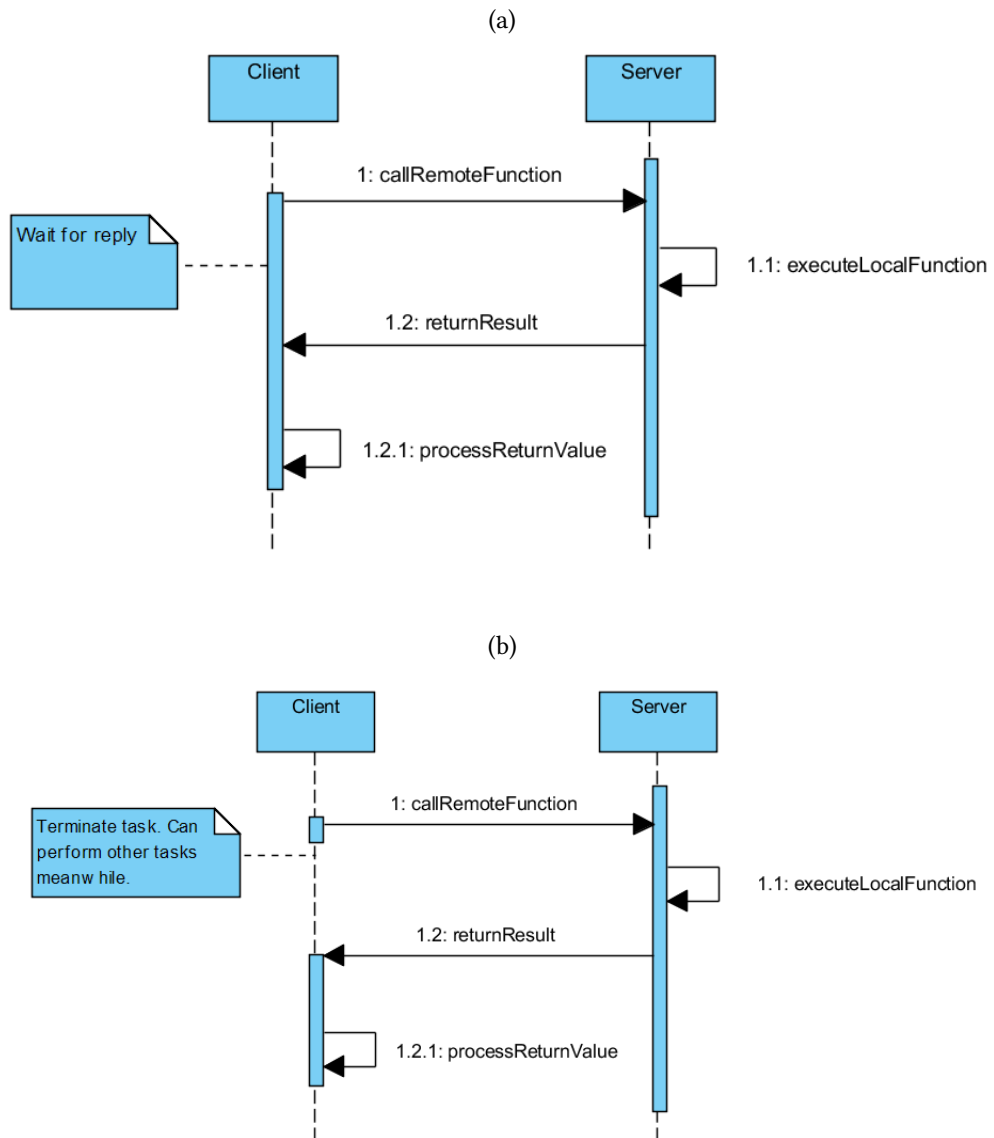 (a)
Client
Server
1: callRemoteFunction
Wait for reply
1.1: executeLocalFunction
1.2: returnResult
1.2.1: processReturnValue
(b)
Client
Server
1: callRemoteFunction
Terminate task. Can
perform other tasks
meanw hile.
1.1: executeLocalFunction
1.2: returnResult
1.2.1: processReturnValue